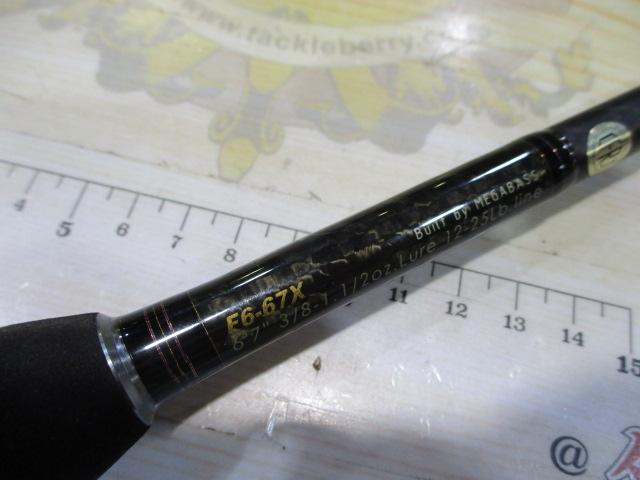 www.tackleberry.co
Built by MEGABASS
F6-67X
6'7" 3/8-1.1/2oz.Lure 12-25Lb.line
4 5 6 7 8 11 12 13 14 15
@